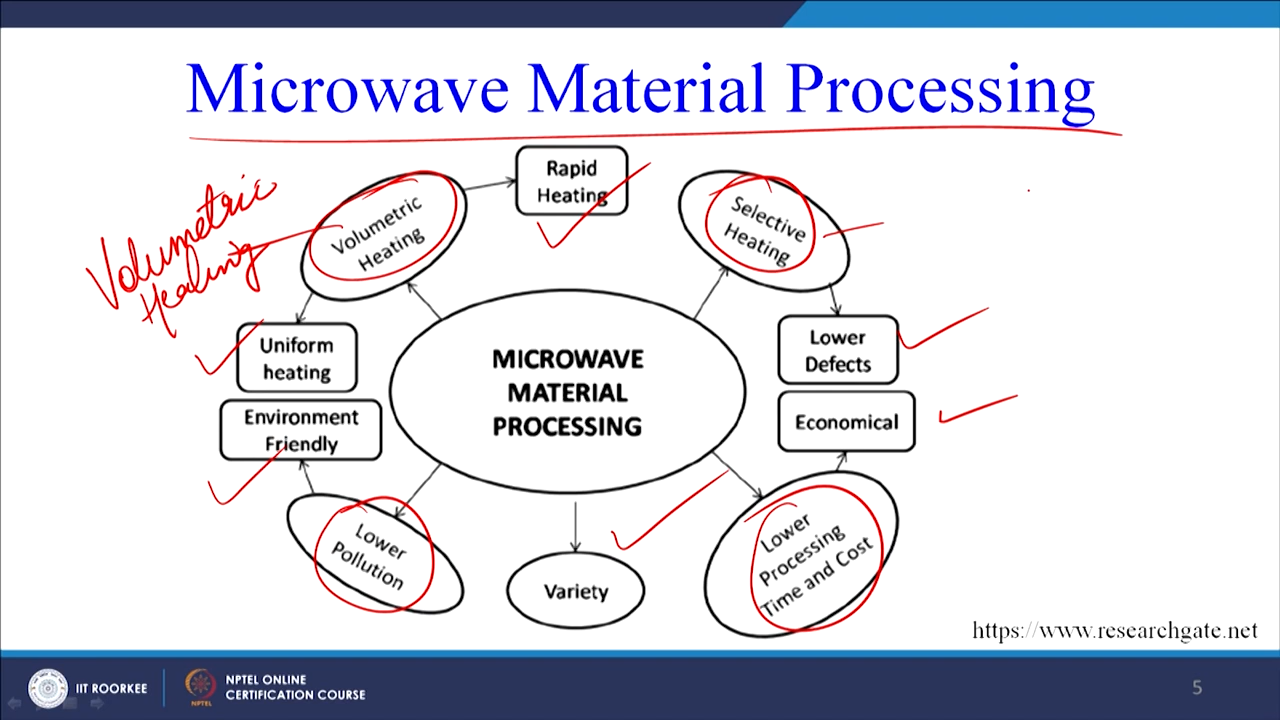 Microwave Material Processing
Rapid
Heating
Volumetric
Heating
Selective
Heating
Volumetric
Heating
Uniform
heating
Lower
Defects
MICROWAVE
MATERIAL
PROCESSING
Environment
Friendly
Economical
Lower
Pollution
Variety
Lower
Processing
Time and Cost
https://www.researchgate.net
IIT ROORKEE
NPTEL
NPTEL ONLINE
CERTIFICATION COURSE
5